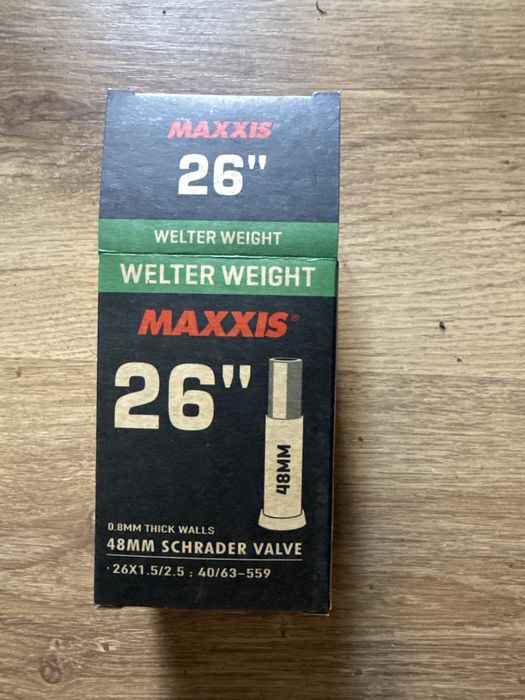 MAXXIS
26"
WELTER WEIGHT
WELTER WEIGHT
MAXXIS®
26"
48MM
0.8MM THICK WALLS
48MM SCHRADER VALVE
· 26X1.5/2.5 : 40/63-559